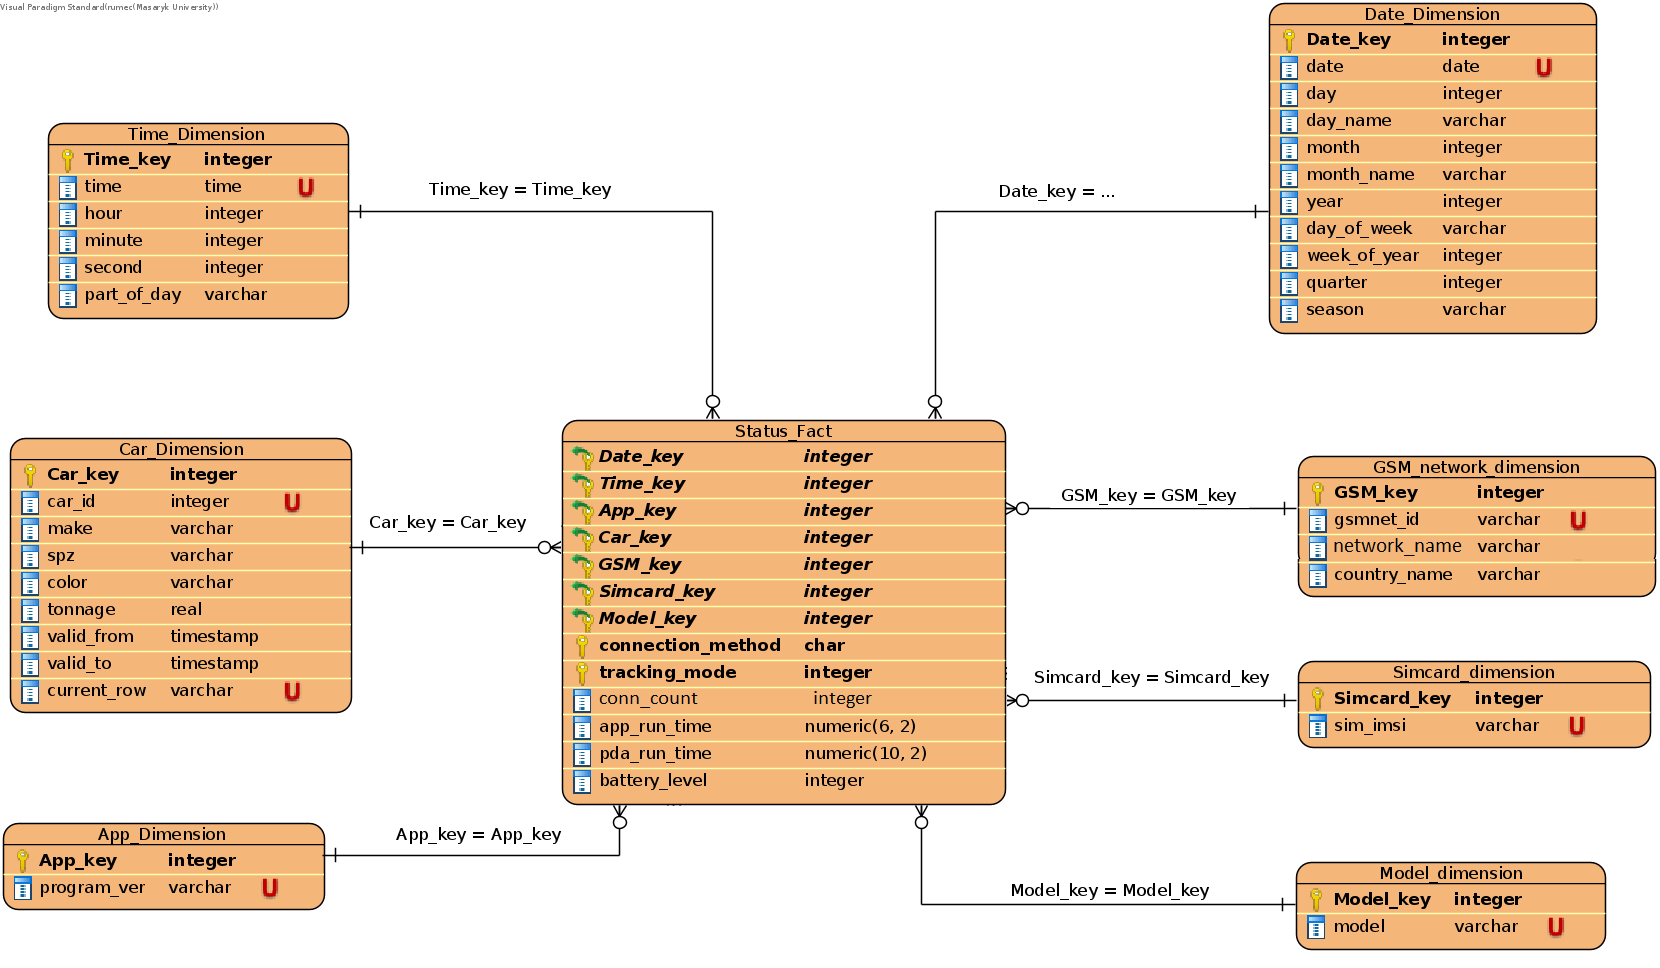 Visual Paradigm Standard(rumec(Masaryk University))
Date_Dimension
Date_key integer
date date U
day integer
day_name varchar
month integer
month_name varchar
year integer
day_of_week varchar
week_of_year integer
quarter integer
season varchar
Time_Dimension
Time_key integer
time time U
hour integer
minute integer
second integer
part_of_day varchar
Time_key = Time_key
Date_key = ...
Car_Dimension
Car_key integer
car_id integer U
make varchar
spz varchar
color varchar
tonnage real
valid_from timestamp
valid_to timestamp
current_row varchar U
Car_key = Car_key
Status_Fact
Date_key integer
Time_key integer
App_key integer
Car_key integer
GSM_key integer
Simcard_key integer
Model_key integer
connection_method char
tracking_mode integer
conn_count integer
app_run_time numeric(6, 2)
pda_run_time numeric(10, 2)
battery_level integer
GSM_key = GSM_key
GSM_network_dimension
GSM_key integer
gsmnet_id varchar U
network_name varchar
country_name varchar
Simcard_key = Simcard_key
Simcard_dimension
Simcard_key integer
sim_imsi varchar U
App_Dimension
App_key integer
program_ver varchar U
App_key = App_key
Model_key = Model_key
Model_dimension
Model_key integer
model varchar U